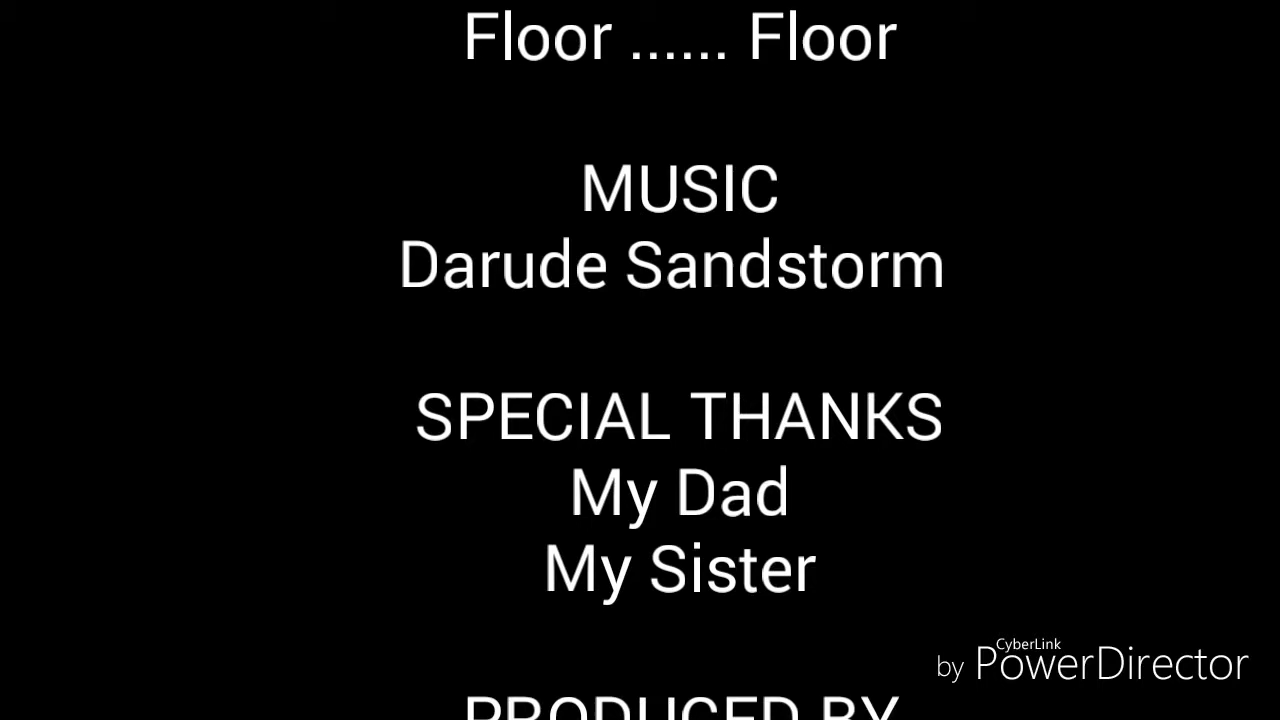 Floor ...... Floor
MUSIC
Darude Sandstorm
SPECIAL THANKS
My Dad
My Sister
PRODUCED BY
by CyberLink PowerDirector